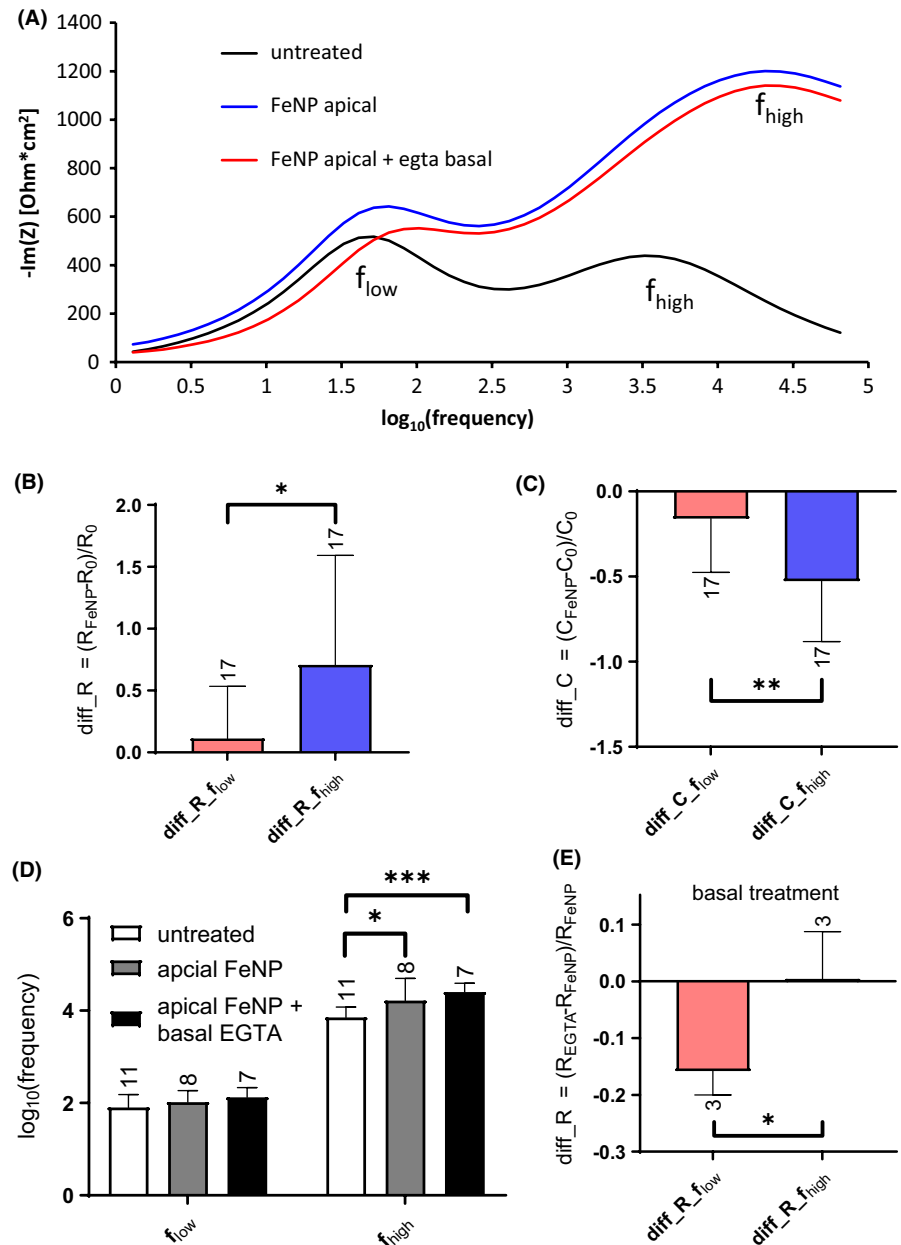 (A)
1400
1200
1000
800
600
400
200
0
-Im(Z) [Ohm*cm²]
untreated
FeNP apical
FeNP apical + egta basal
f_low
f_high
f_high
0 0.5 1 1.5 2 2.5 3 3.5 4 4.5 5
log₁₀(frequency)
(B)
diff_R = (R_FeNP-R₀)/R₀
2.0
1.5
1.0
0.5
0.0
*
17
17
diff_R_f_low
diff_R_f_high
(C)
diff_C = (C_FeNP-C₀)/C₀
0.0
-0.5
-1.0
-1.5
17
17
**
diff_C_f_low
diff_C_f_high
(D)
log₁₀(frequency)
6
4
2
0
untreated
apcial FeNP
apical FeNP +
basal EGTA
***
*
11
8
7
11
8
7
f_low
f_high
(E)
basal treatment
diff_R = (R_EGTA-R_FeNP)/R_FeNP
0.1
0.0
-0.1
-0.2
-0.3
3
3
*
diff_R_f_low
diff_R_f_high